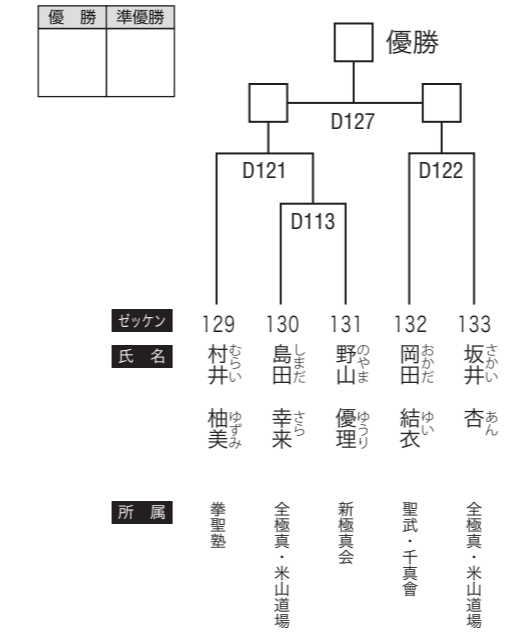 優 勝 準優勝
優勝
D127
D121 D122
D113
ゼッケン 129 130 131 132 133
氏 名
村井 柚美 むらい ゆずみ
島田 幸来 しまだ さら
野山 優理 のやま ゆうり
岡田 結衣 おかだ ゆい
坂井 杏 さかい あん
所 属
拳聖塾
全極真・米山道場
新極真会
聖武・千真會
全極真・米山道場